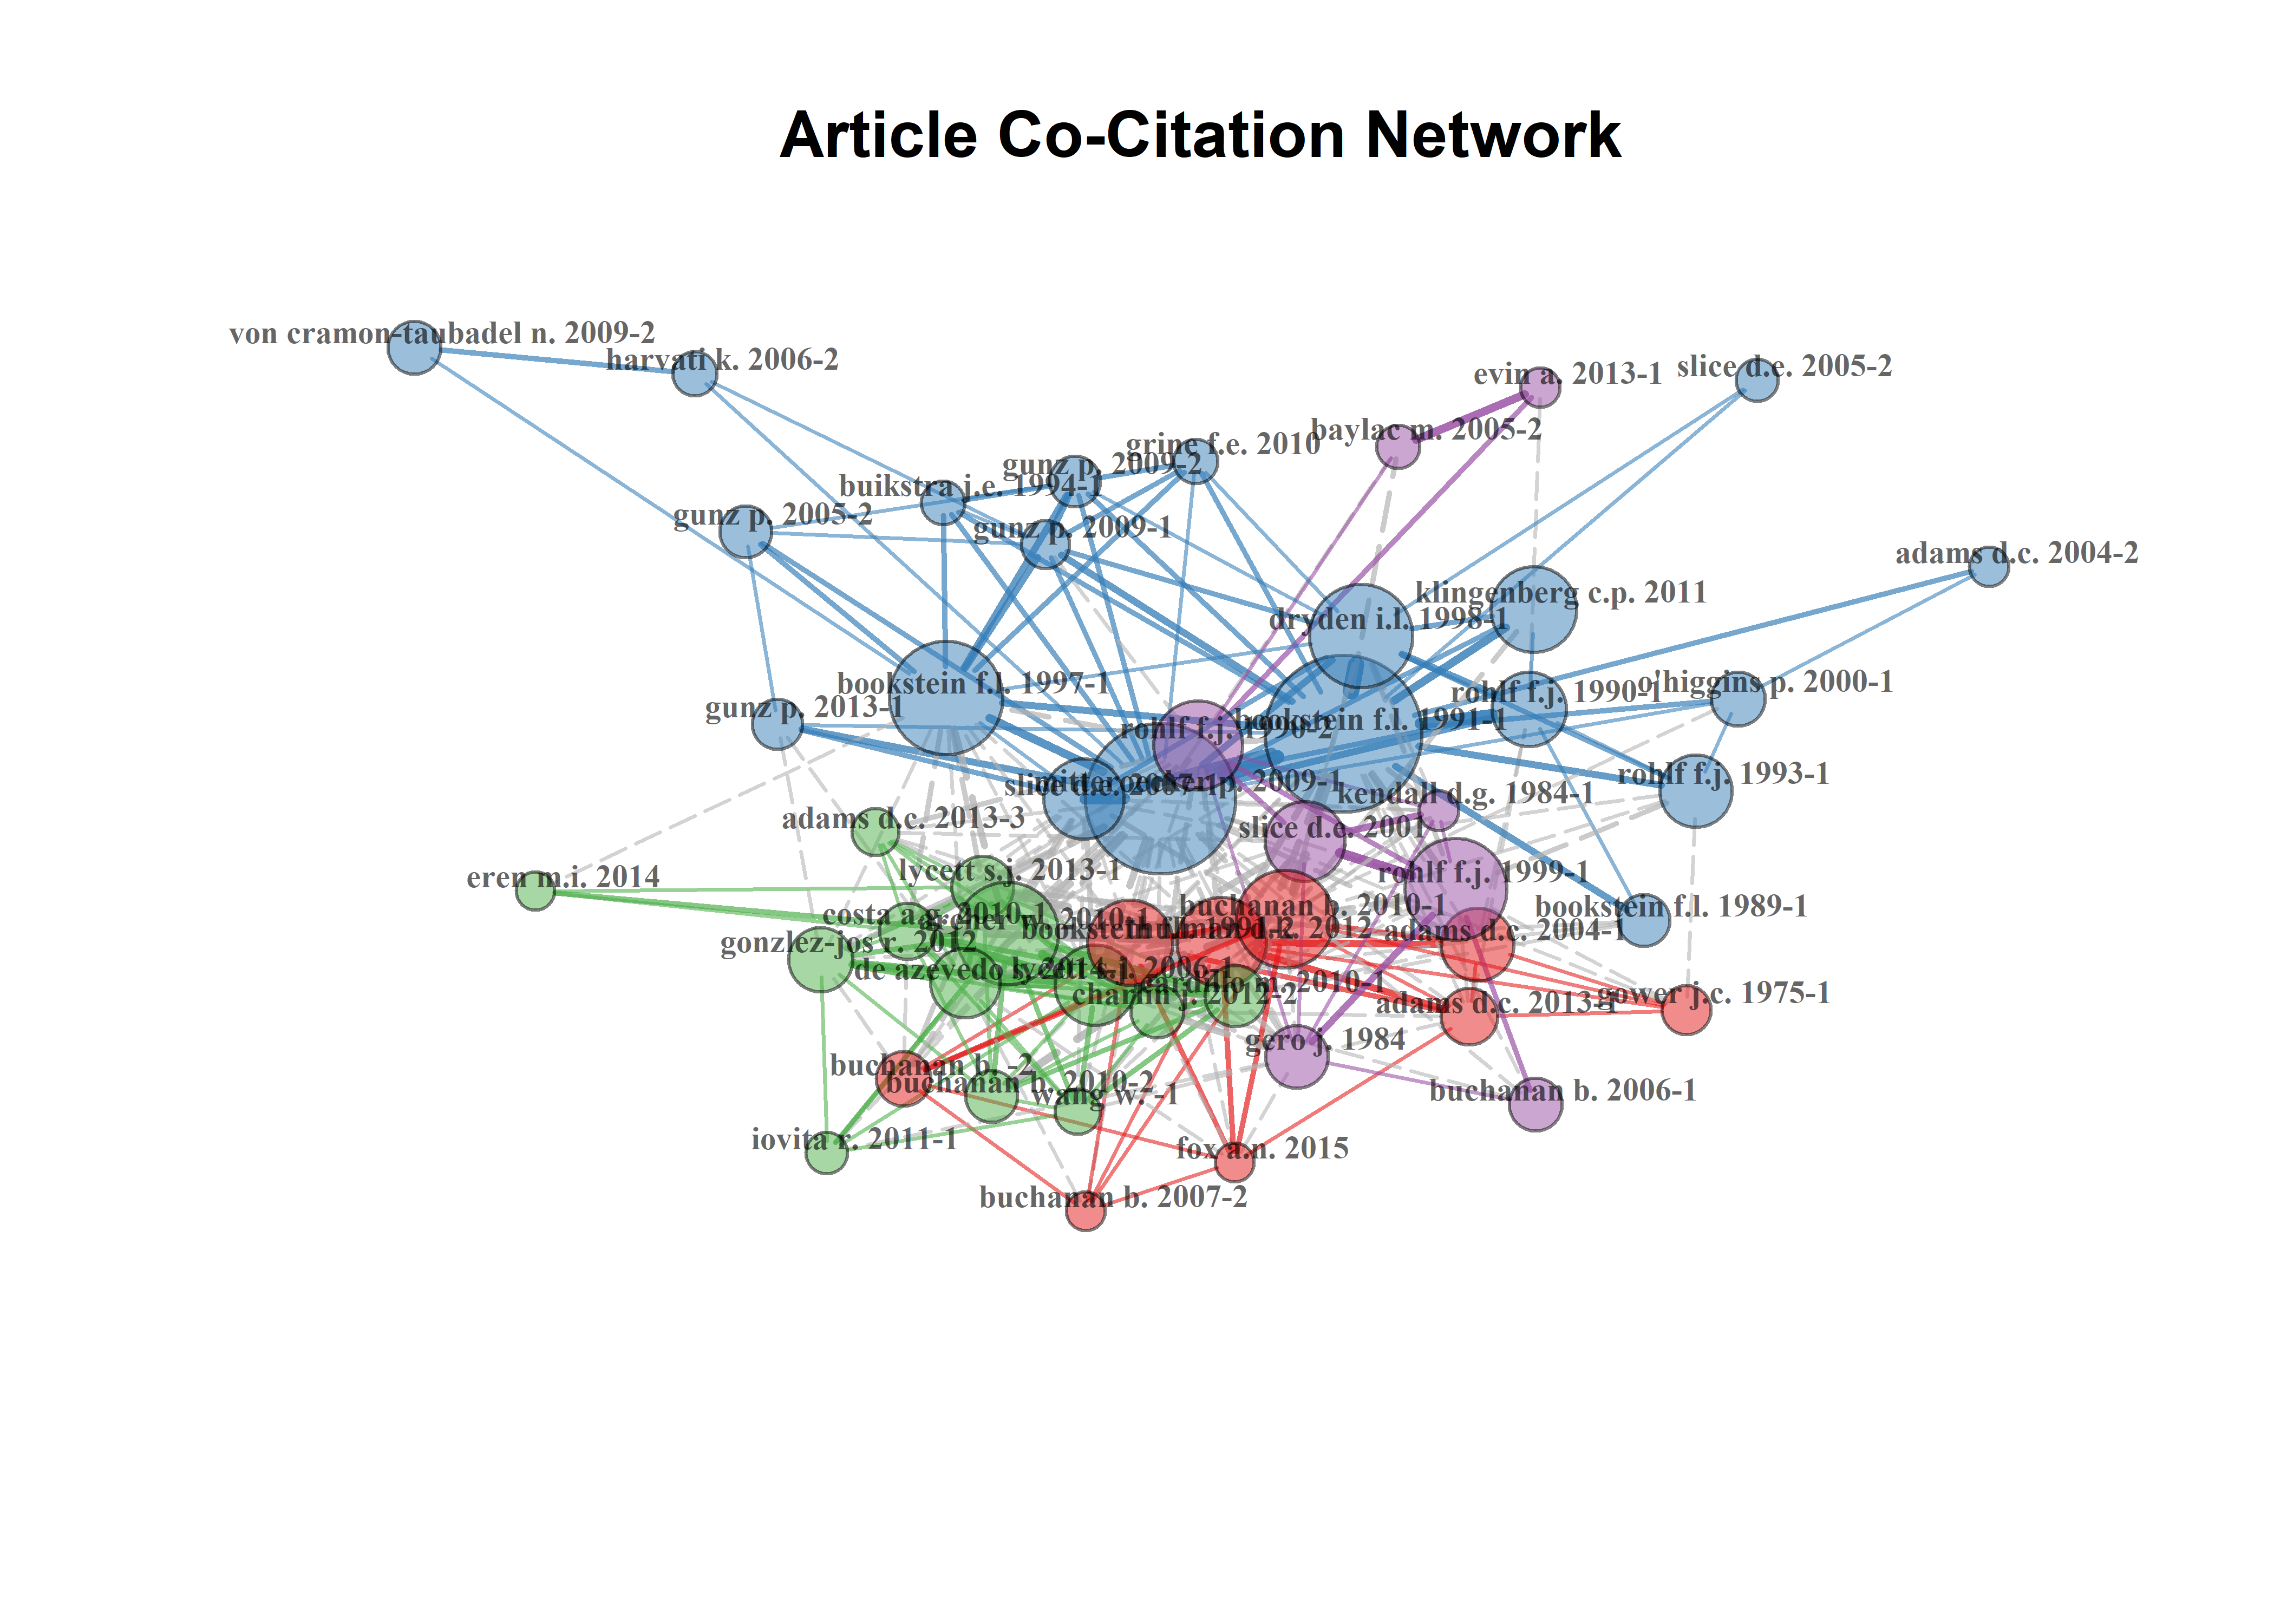 Article Co-Citation Network
von cramon-taubadel n. 2009-2
harvati k. 2006-2
evin a. 2013-1
slice d.e. 2005-2
baylac m. 2005-2
grine f.e. 2010
gunz p. 2009-2
buikstra j.e. 1994-1
gunz p. 2005-2
gunz p. 2009-1
adams d.c. 2004-2
klingenberg c.p. 2011
dryden i.l. 1998-1
bookstein f.l. 1997-1
rohlf f.j. 1990-1
o'higgins p. 2000-1
gunz p. 2013-1
rohlf f.j. 1990-2
bookstein f.l. 1991-1
rohlf f.j. 1993-1
slice d.e. 2007-1
mitteroecker p. 2009-1
kendall d.g. 1984-1
adams d.c. 2013-3
slice d.e. 2001
lycett s.j. 2013-1
rohlf f.j. 1999-1
eren m.i. 2014
costa a.g. 2010-1
buchanan b. 2010-1
bookstein f.l. 1989-1
archer w. 2010-1
bookstein f.l. 1991-2
thulman d.k. 2012
adams d.c. 2004-1
gonzlez-jos r. 2012
de azevedo s. 2014-1
lycett s.j. 2006-1
cardillo m. 2010-1
charlin j. 2012-2
adams d.c. 2013-1
gower j.c. 1975-1
gero j. 1984
buchanan b. -2
buchanan b. 2010-2
wang w. -1
buchanan b. 2006-1
iovita r. 2011-1
fox a.n. 2015
buchanan b. 2007-2